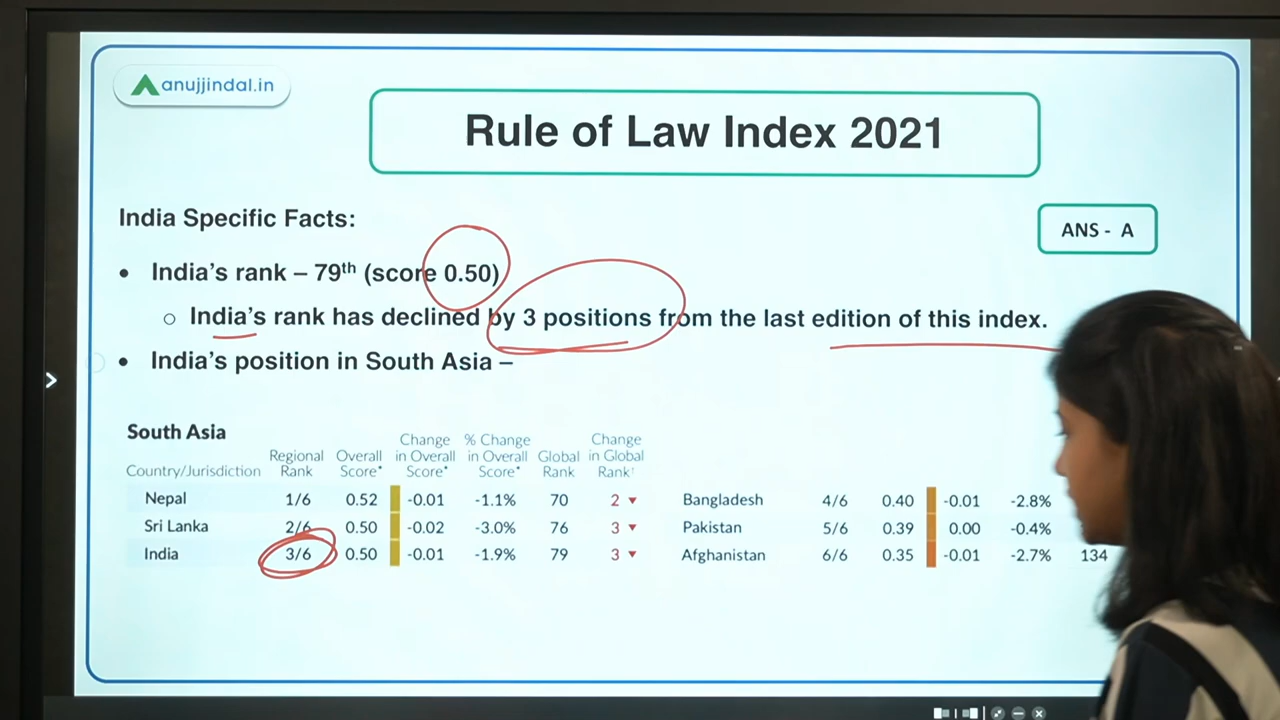 anujjindal.in
Rule of Law Index 2021
India Specific Facts:
ANS - A
• India's rank – 79th (score 0.50)
○ India's rank has declined by 3 positions from the last edition of this index.
• India's position in South Asia –
South Asia
Country/Jurisdiction Regional Rank Overall Score* Change in Overall Score* % Change in Overall Score* Global Rank Change in Global Rank†
Nepal 1/6 0.52 -0.01 -1.1% 70 2 ▼
Sri Lanka 2/6 0.50 -0.02 -3.0% 76 3 ▼
India 3/6 0.50 -0.01 -1.9% 79 3 ▼
Bangladesh 4/6 0.40 -0.01 -2.8%
Pakistan 5/6 0.39 0.00 -0.4%
Afghanistan 6/6 0.35 -0.01 -2.7% 134